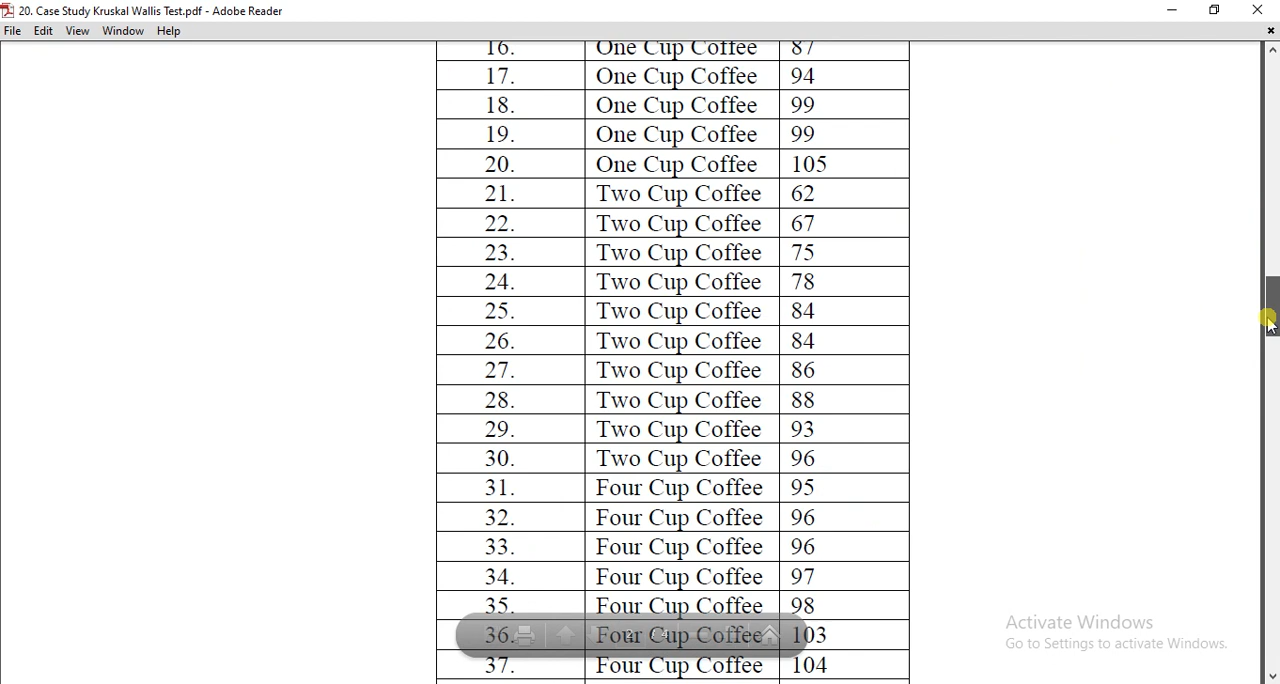 20. Case Study Kruskal Wallis Test.pdf - Adobe Reader
File Edit View Window Help
16. One Cup Coffee 87
17. One Cup Coffee 94
18. One Cup Coffee 99
19. One Cup Coffee 99
20. One Cup Coffee 105
21. Two Cup Coffee 62
22. Two Cup Coffee 67
23. Two Cup Coffee 75
24. Two Cup Coffee 78
25. Two Cup Coffee 84
26. Two Cup Coffee 84
27. Two Cup Coffee 86
28. Two Cup Coffee 88
29. Two Cup Coffee 93
30. Two Cup Coffee 96
31. Four Cup Coffee 95
32. Four Cup Coffee 96
33. Four Cup Coffee 96
34. Four Cup Coffee 97
35. Four Cup Coffee 98
36. Four Cup Coffee 103
37. Four Cup Coffee 104
Activate Windows
Go to Settings to activate Windows.